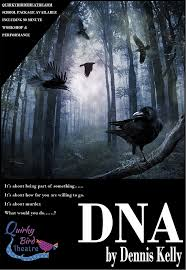 QUIRKYBIRDTHEATRE.COM
SCHOOL PACKAGE AVAILABLE
INCLUDING 90 MINUTE
WORKSHOP &
PERFORMANCE
It's about being part of something......
It's about how far you are willing to go.
It's about murder.
What would you do......?
Quirky
Bird
Theatre
DNA
by Dennis Kelly